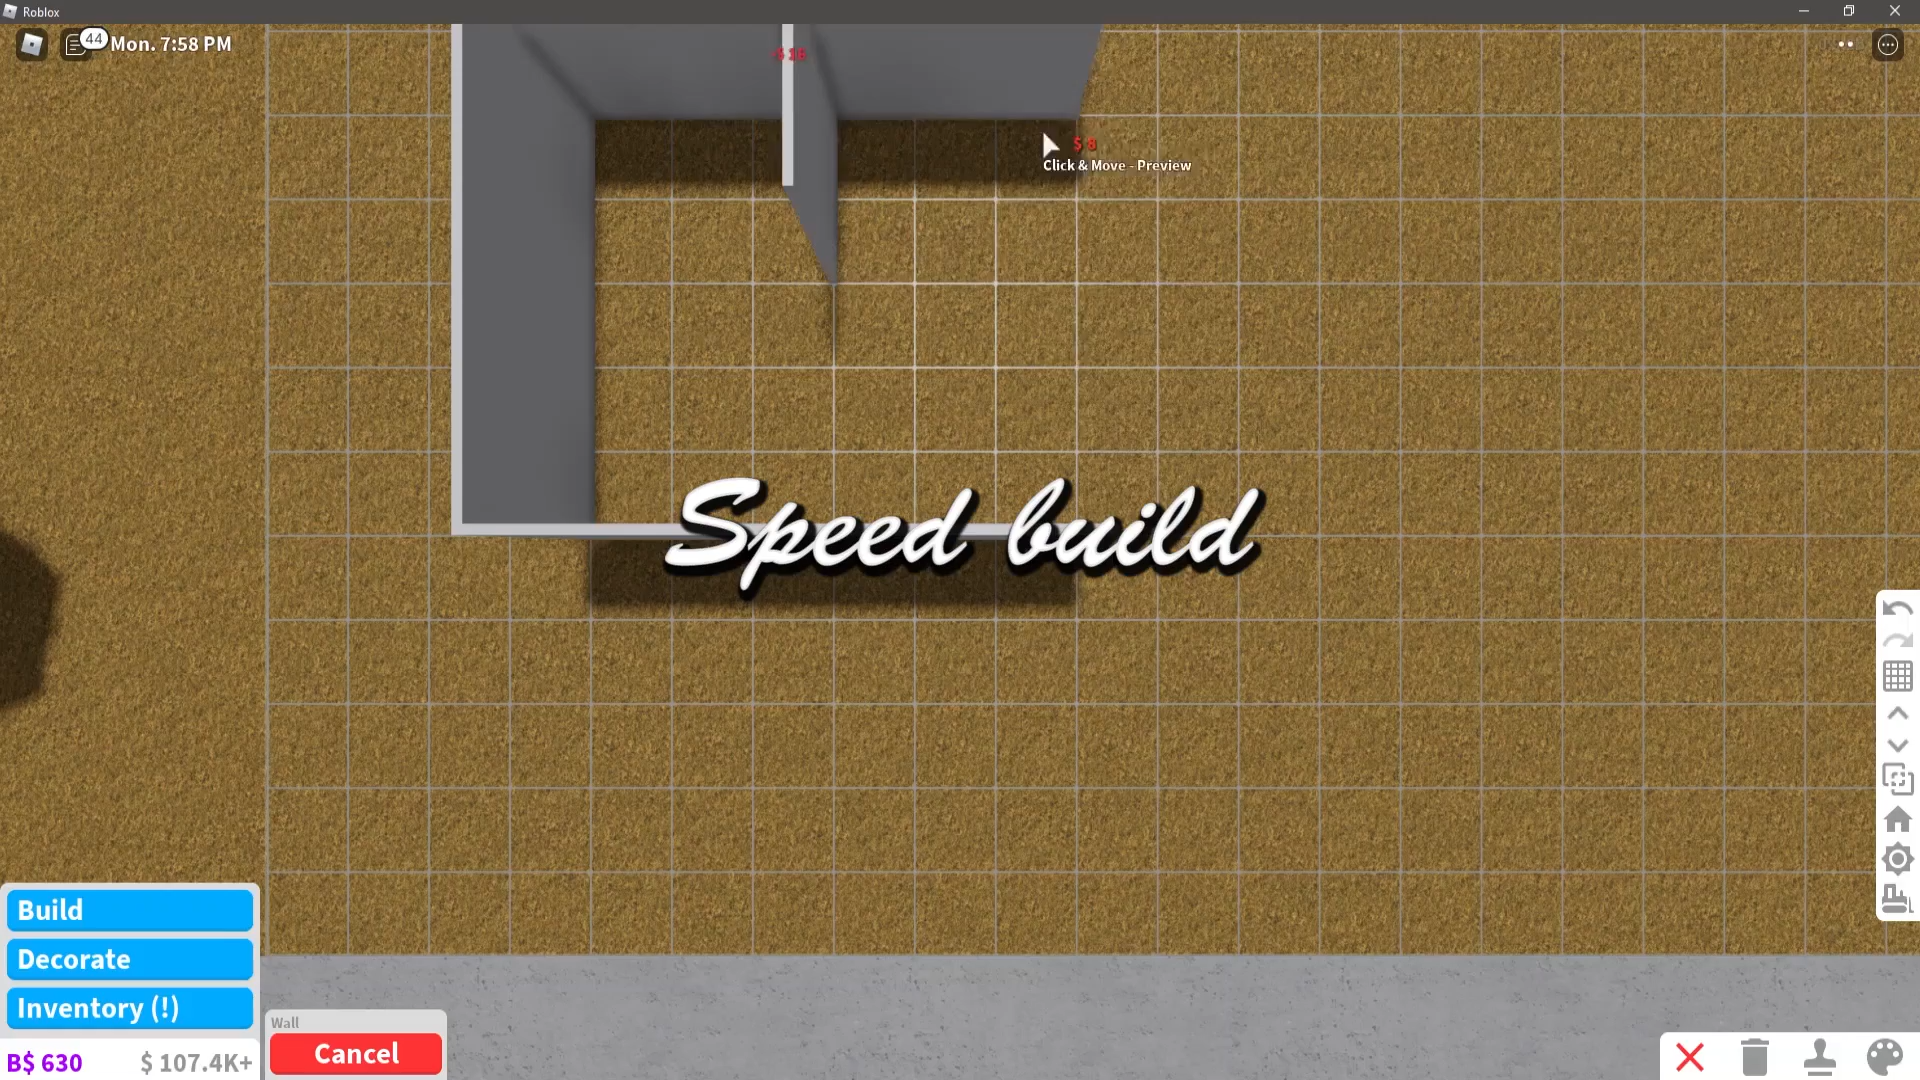 Roblox
44
Mon. 7:58 PM
$ 8
Click & Move - Preview
Speed build
Build
Decorate
Inventory (!)
Wall
Cancel
B$ 630
$ 107.4K+